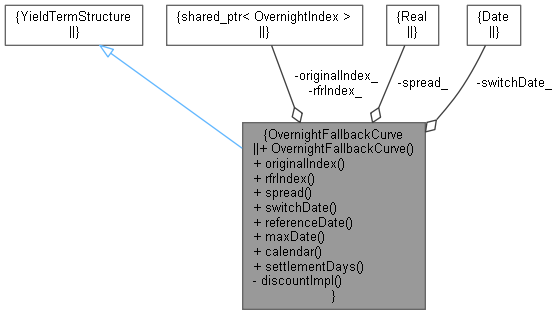 {YieldTermStructure
||}
{shared_ptr< OvernightIndex >
||}
{Real
||}
{Date
||}
-originalIndex_
-rfrIndex_
-spread_
-switchDate_
{OvernightFallbackCurve
||+ OvernightFallbackCurve()
+ originalIndex()
+ rfrIndex()
+ spread()
+ switchDate()
+ referenceDate()
+ maxDate()
+ calendar()
+ settlementDays()
- discountImpl()
}